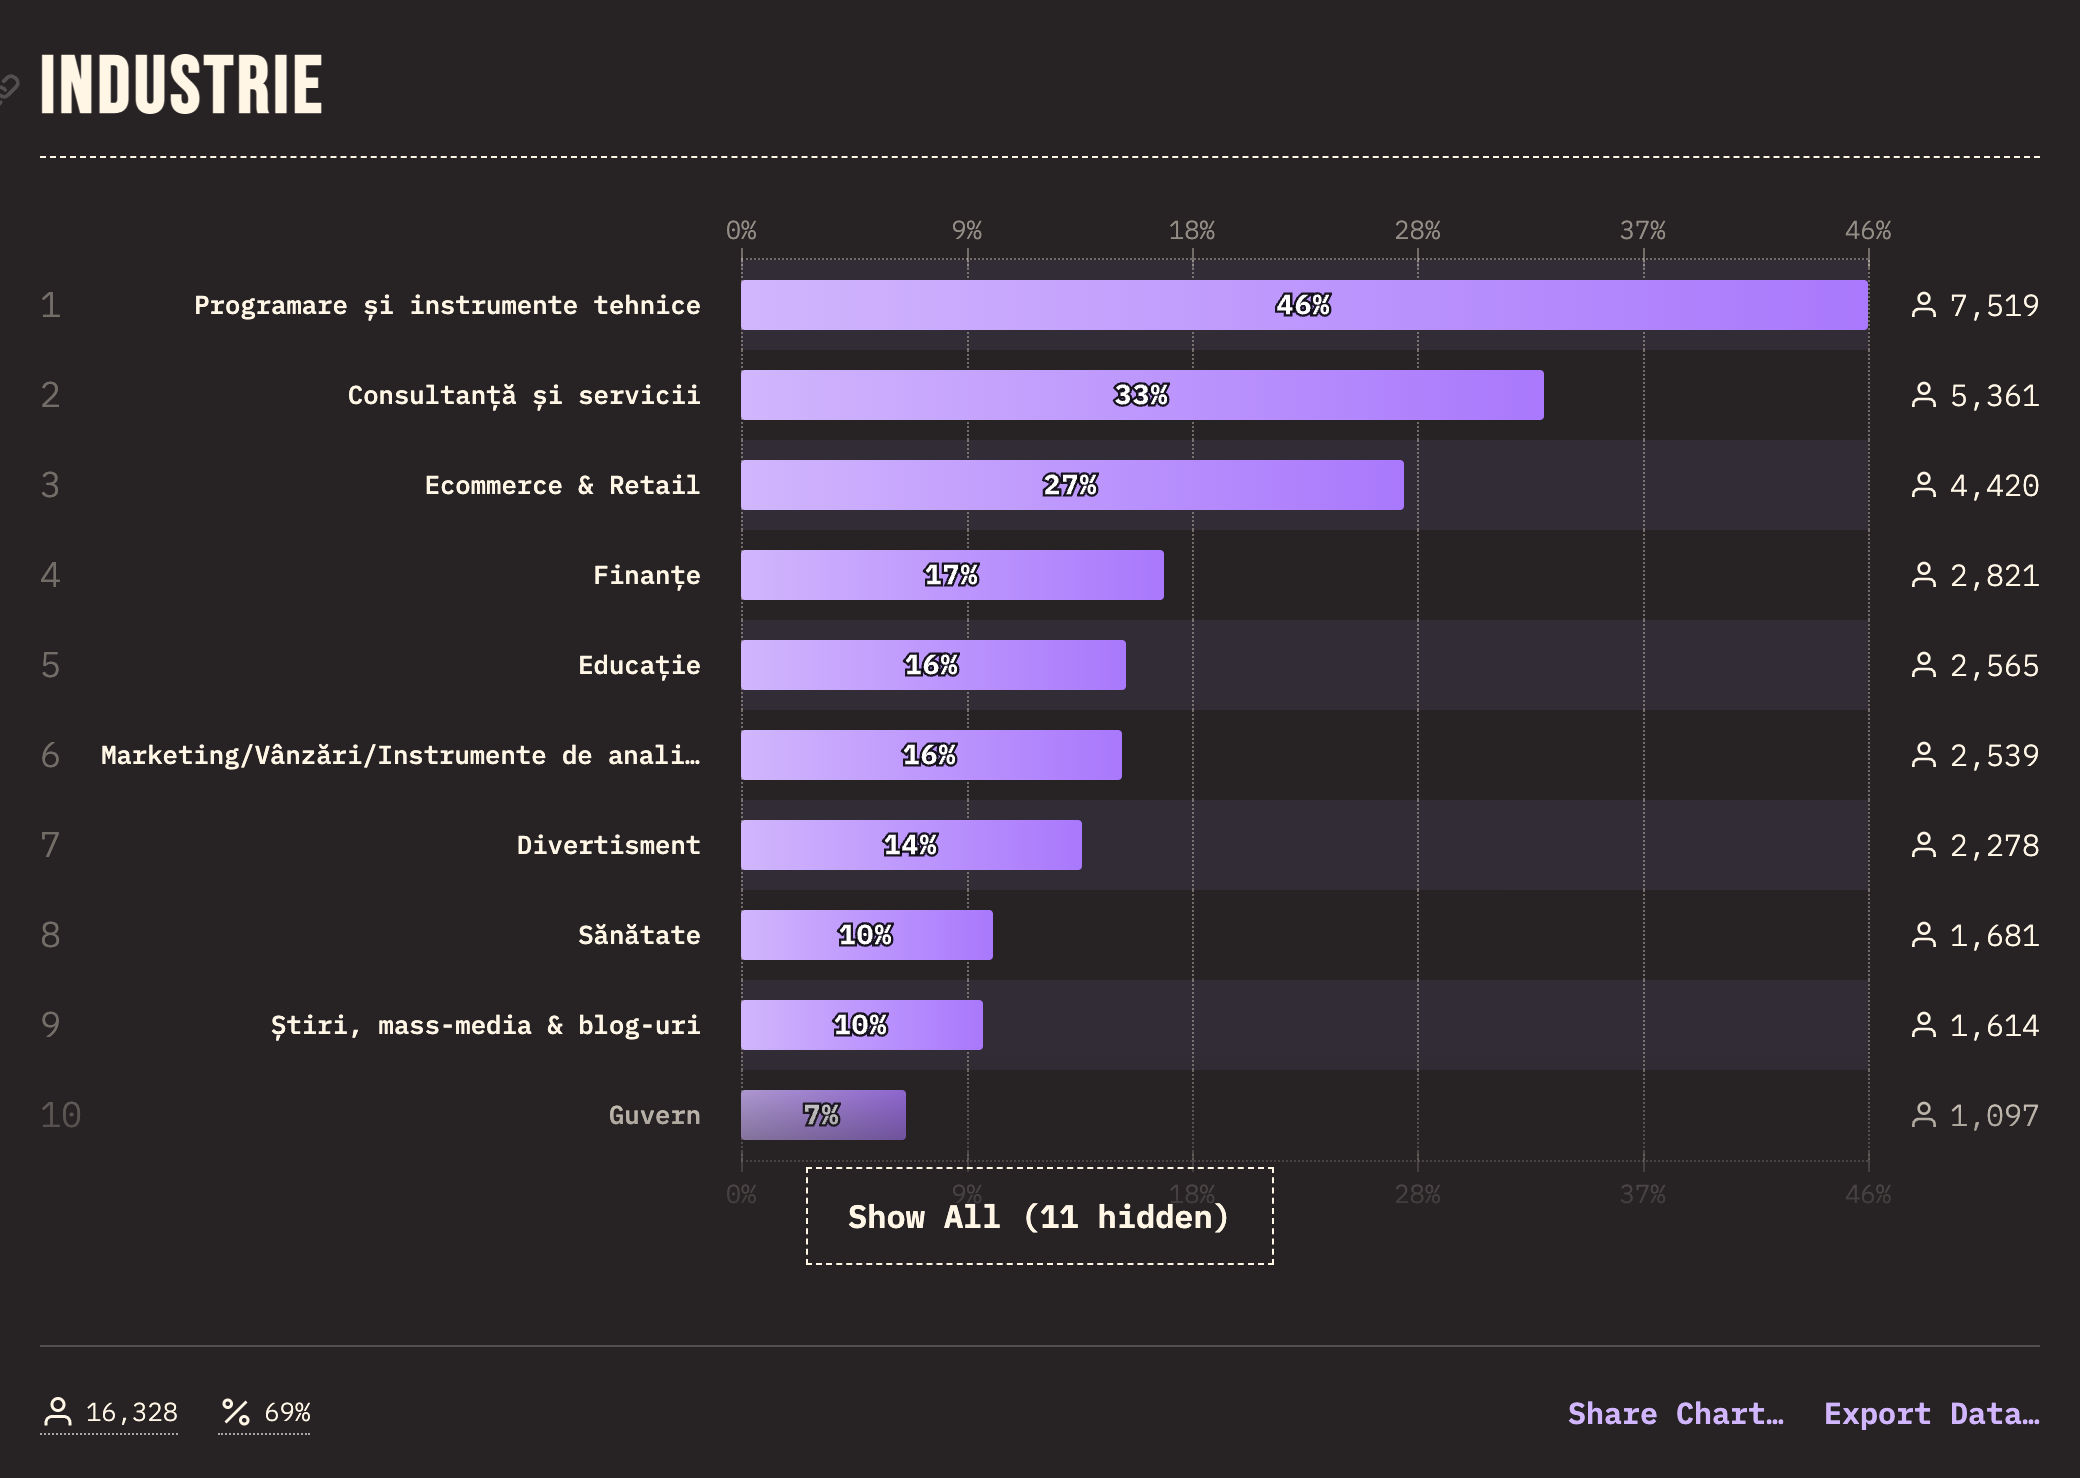 INDUSTRIE
0% 9% 18% 28% 37% 46%
1 Programare și instrumente tehnice 46% 7,519
2 Consultanță și servicii 33% 5,361
3 Ecommerce & Retail 27% 4,420
4 Finanțe 17% 2,821
5 Educație 16% 2,565
6 Marketing/Vânzări/Instrumente de anali… 16% 2,539
7 Divertisment 14% 2,278
8 Sănătate 10% 1,681
9 Știri, mass-media & blog-uri 10% 1,614
10 Guvern 7% 1,097
0% 9% 18% 28% 37% 46%
Show All (11 hidden)
16,328 69% Share Chart… Export Data…